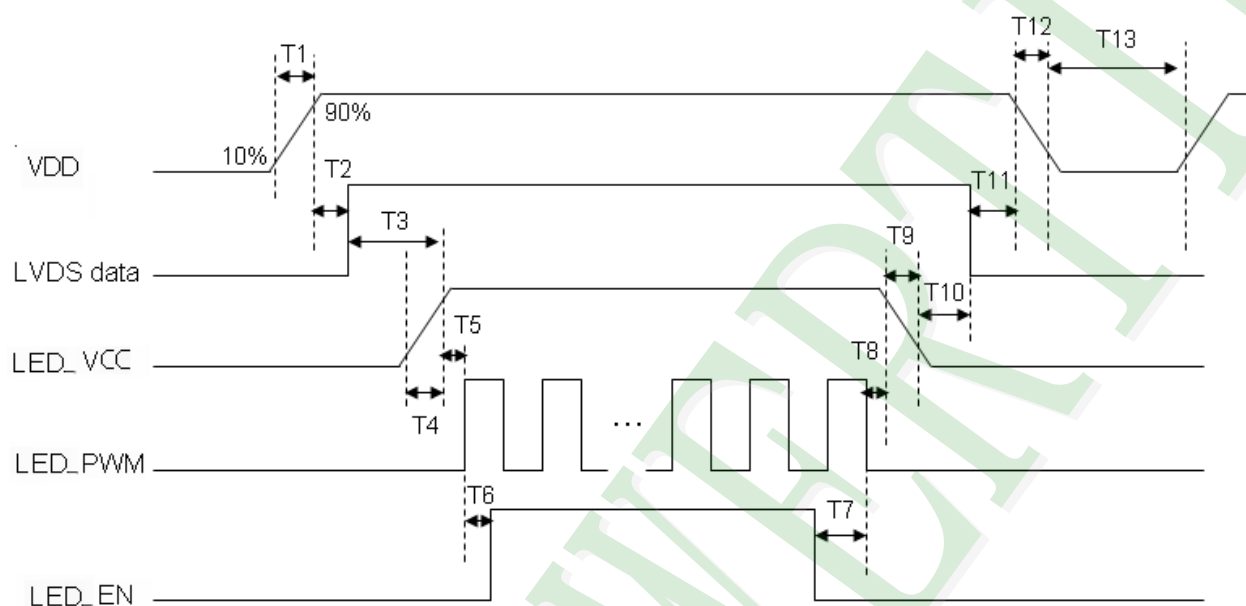 T1
T12
T13
90%
10%
VDD
T2
T11
T3
T9
LVDS data
T10
T5
LED_VCC
T8
T4
...
LED_PWM
T6
T7
LED_EN